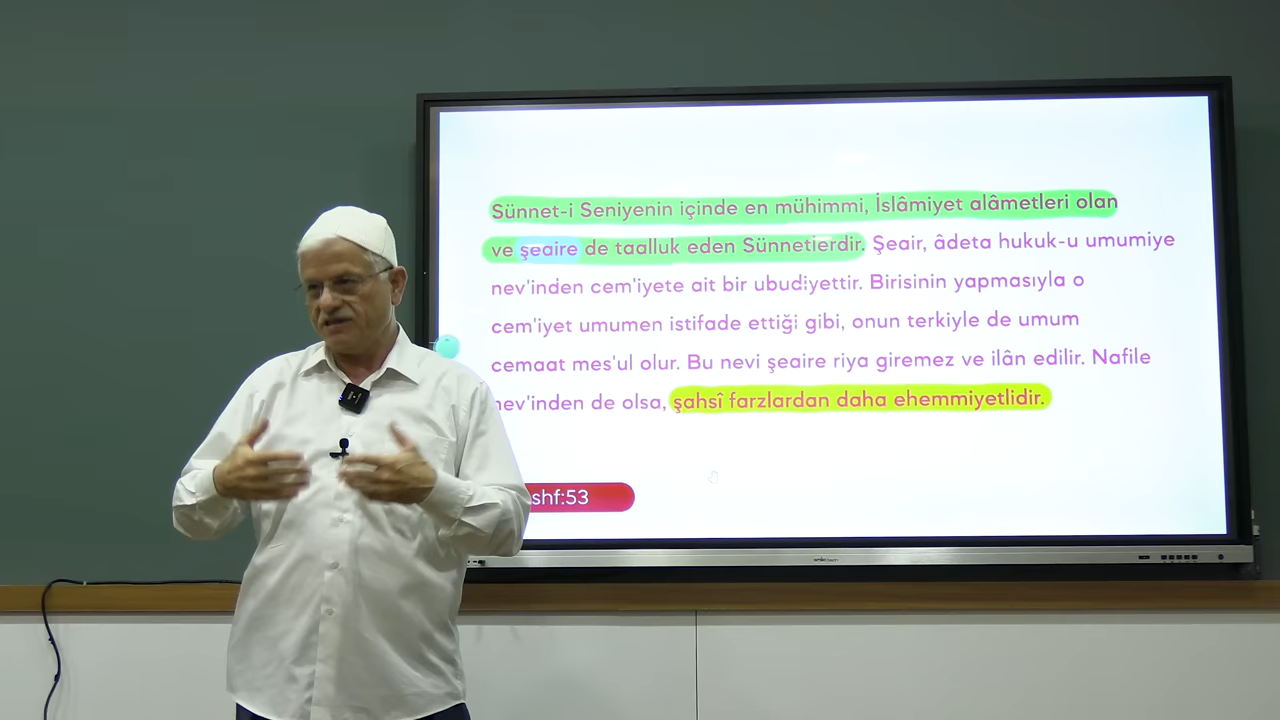 Sünnet-i Seniyenin içinde en mühimmi, İslâmiyet alâmetleri olan
ve şeaire de taalluk eden Sünnetierdir. Şeair, âdeta hukuk-u umumiye
nev'inden cem'iyete ait bir ubudiyettir. Birisinin yapmasıyla o
cem'iyet umumen istifade ettiği gibi, onun terkiyle de umum
cemaat mes'ul olur. Bu nevi şeaire riya giremez ve ilân edilir. Nafile
nev'inden de olsa, şahsî farzlardan daha ehemmiyetlidir.
shf:53